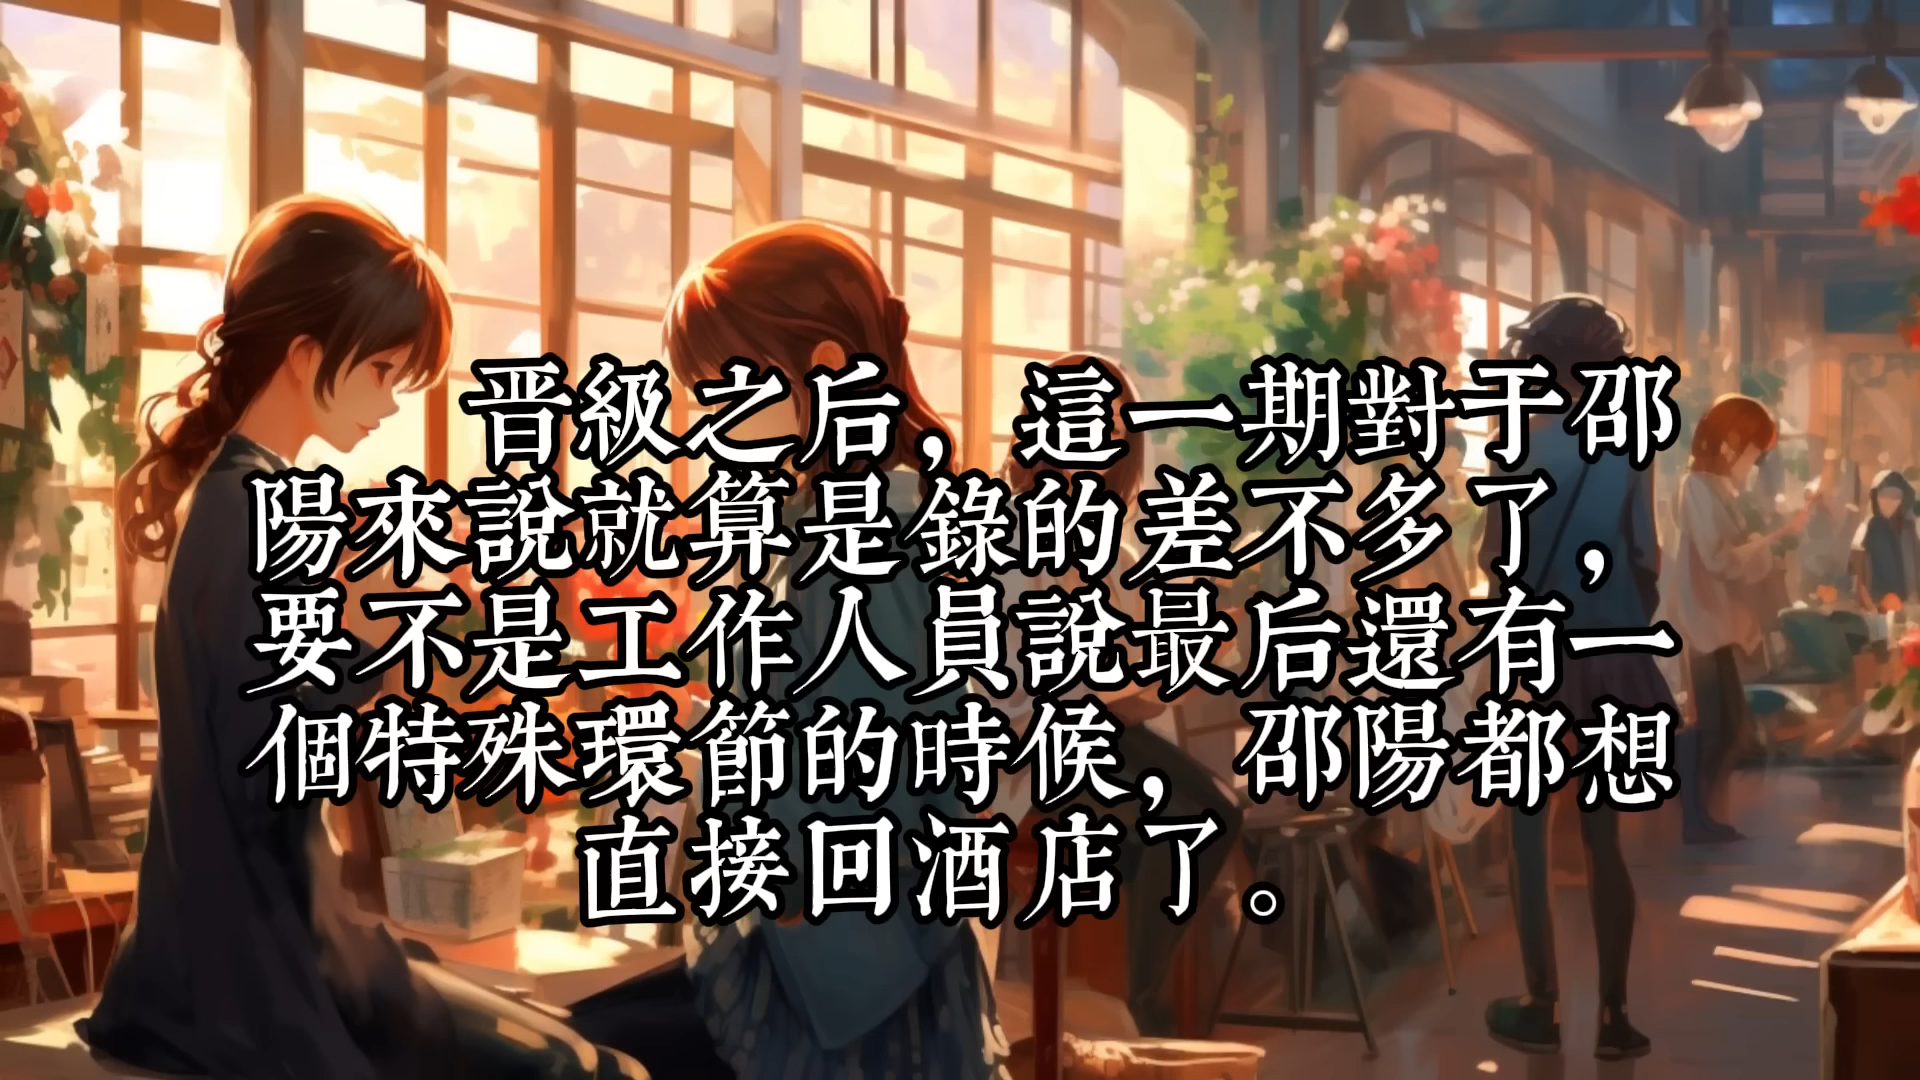 晋級之后，這一期對于邵
陽來說就算是錄的差不多了，
要不是工作人員說最后還有一
個特殊環節的時候，邵陽都想
直接回酒店了。